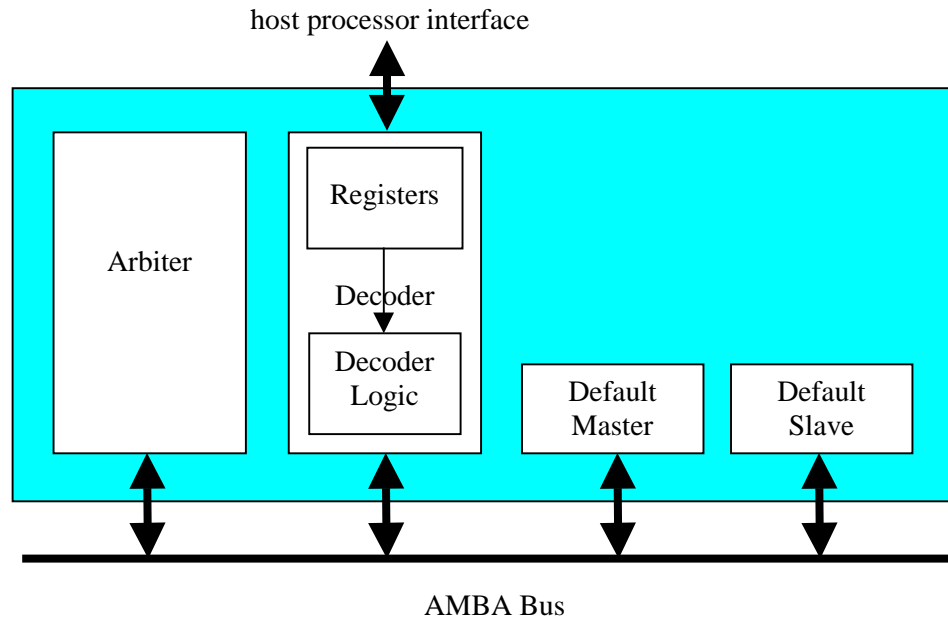 host processor interface
Registers
Arbiter
Decoder
Decoder
Logic
Default
Master
Default
Slave
AMBA Bus